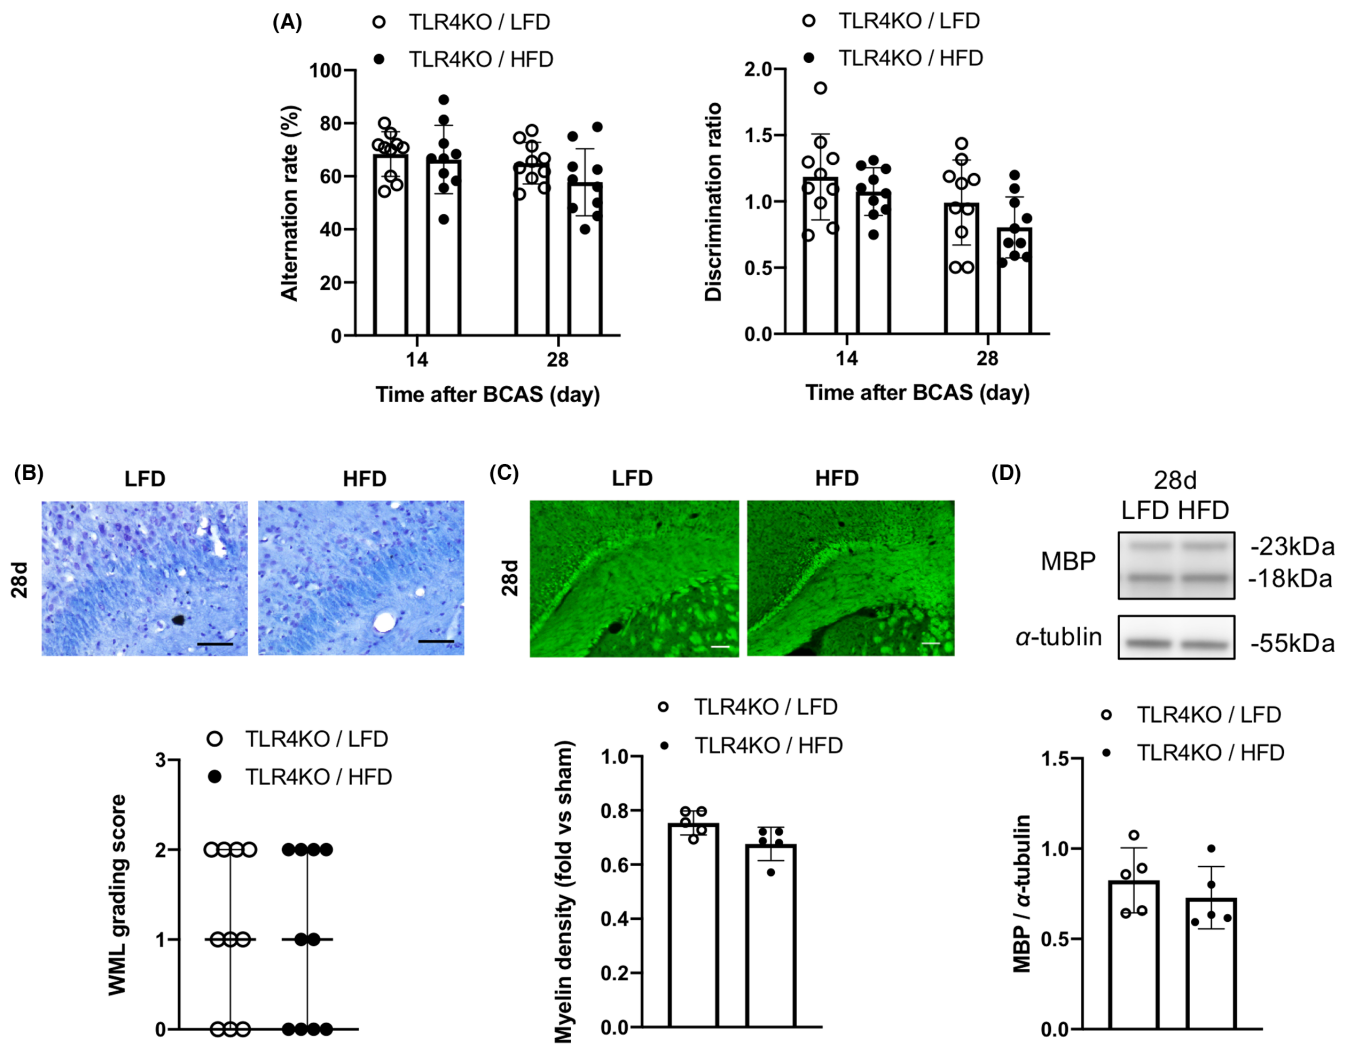 (A)
TLR4KO / LFD
TLR4KO / HFD
Alternation rate (%)
100
80
60
40
20
0
14
28
Time after BCAS (day)
TLR4KO / LFD
TLR4KO / HFD
Discrimination ratio
2.0
1.5
1.0
0.5
0.0
14
28
Time after BCAS (day)
(B)
LFD
HFD
28d
TLR4KO / LFD
TLR4KO / HFD
WML grading score
3
2
1
0
(C)
LFD
HFD
28d
TLR4KO / LFD
TLR4KO / HFD
Myelin density (fold vs sham)
1.0
0.8
0.6
0.4
0.2
0.0
(D)
28d
LFD HFD
MBP
-23kDa
-18kDa
α-tublin
-55kDa
TLR4KO / LFD
TLR4KO / HFD
MBP / α-tubulin
1.5
1.0
0.5
0.0